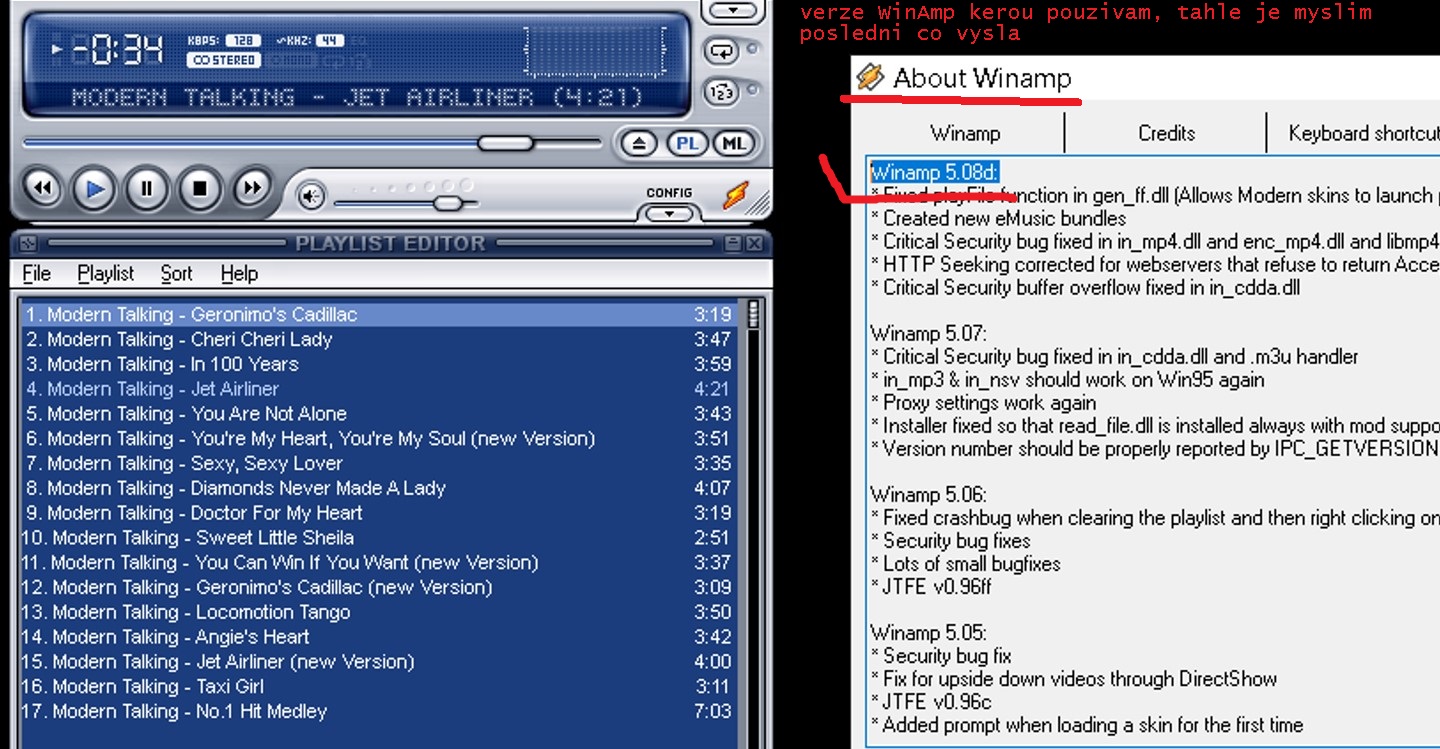 verze WinAmp kerou pouzivam, tahle je myslim
posledni co vysla
-0:34
KBPS: 128 KHZ: 44 EQ
STEREO MONO
MODERN TALKING - JET AIRLINER (4:21)
123
PL ML
CONFIG
PLAYLIST EDITOR
File Playlist Sort Help
1. Modern Talking - Geronimo's Cadillac 3:19
2. Modern Talking - Cheri Cheri Lady 3:47
3. Modern Talking - In 100 Years 3:59
4. Modern Talking - Jet Airliner 4:21
5. Modern Talking - You Are Not Alone 3:43
6. Modern Talking - You're My Heart, You're My Soul (new Version) 3:51
7. Modern Talking - Sexy, Sexy Lover 3:35
8. Modern Talking - Diamonds Never Made A Lady 4:07
9. Modern Talking - Doctor For My Heart 3:19
10. Modern Talking - Sweet Little Sheila 2:51
11. Modern Talking - You Can Win If You Want (new Version) 3:37
12. Modern Talking - Geronimo's Cadillac (new Version) 3:09
13. Modern Talking - Locomotion Tango 3:50
14. Modern Talking - Angie's Heart 3:42
15. Modern Talking - Jet Airliner (new Version) 4:00
16. Modern Talking - Taxi Girl 3:11
17. Modern Talking - No.1 Hit Medley 7:03
About Winamp
Winamp Credits Keyboard shortcut
Winamp 5.08d:
* Fixed playFile function in gen_ff.dll (Allows Modern skins to launch
* Created new eMusic bundles
* Critical Security bug fixed in in_mp4.dll and enc_mp4.dll and libmp4
* HTTP Seeking corrected for webservers that refuse to return Acce
* Critical Security buffer overflow fixed in in_cdda.dll
Winamp 5.07:
* Critical Security bug fixed in in_cdda.dll and .m3u handler
* in_mp3 & in_nsv should work on Win95 again
* Proxy settings work again
* Installer fixed so that read_file.dll is installed always with mod suppo
* Version number should be properly reported by IPC_GETVERSION
Winamp 5.06:
* Fixed crashbug when clearing the playlist and then right clicking on
* Security bug fixes
* Lots of small bugfixes
* JTFE v0.96ff
Winamp 5.05:
* Security bug fix
* Fix for upside down videos through DirectShow
* JTFE v0.96c
* Added prompt when loading a skin for the first time